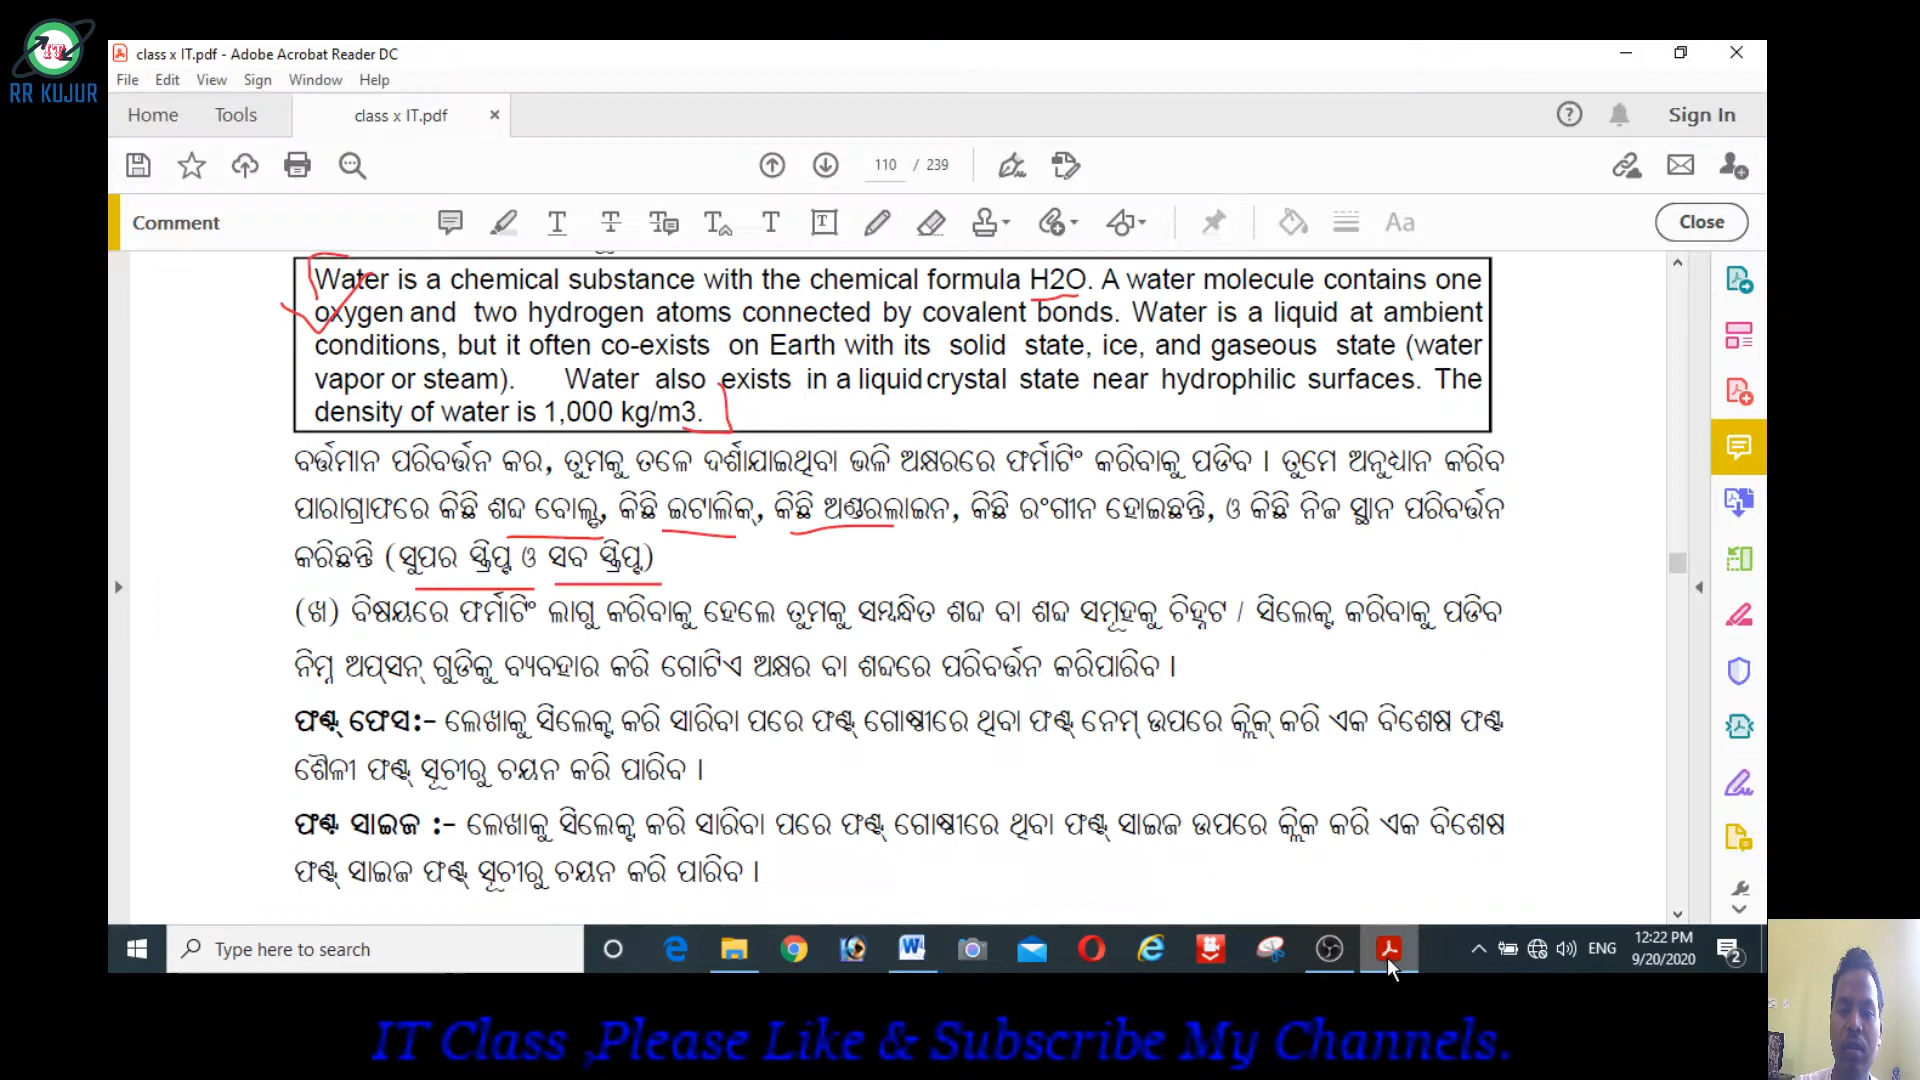 IT
RR KUJUR
class x IT.pdf - Adobe Acrobat Reader DC
File Edit View Sign Window Help
Home Tools class x IT.pdf Sign In
110 / 239
Comment Close
Water is a chemical substance with the chemical formula H2O. A water molecule contains one
oxygen and two hydrogen atoms connected by covalent bonds. Water is a liquid at ambient
conditions, but it often co-exists on Earth with its solid state, ice, and gaseous state (water
vapor or steam). Water also exists in a liquid crystal state near hydrophilic surfaces. The
density of water is 1,000 kg/m3.
ବର୍ତ୍ତମାନ ପରିବର୍ତ୍ତନ କର, ତୁମକୁ ତଳେ ଦର୍ଶାଯାଇଥିବା ଭଳି ଅକ୍ଷରରେ ଫର୍ମାଟିଂ କରିବାକୁ ପଡିବ । ତୁମେ ଅନୁଧ୍ୟାନ କରିବ
ପାରାଗ୍ରାଫରେ କିଛି ଶବ୍ଦ ବୋଲ୍ଡ, କିଛି ଇଟାଲିକ୍, କିଛି ଅଣ୍ଡରଲାଇନ, କିଛି ରଂଗୀନ ହୋଇଛନ୍ତି, ଓ କିଛି ନିଜ ସ୍ଥାନ ପରିବର୍ତ୍ତନ
କରିଛନ୍ତି (ସୁପର ସ୍କ୍ରିପ୍ଟ ଓ ସବ ସ୍କ୍ରିପ୍ଟ)
(ଖ) ବିଷୟରେ ଫର୍ମାଟିଂ ଲାଗୁ କରିବାକୁ ହେଲେ ତୁମକୁ ସମ୍ବନ୍ଧିତ ଶବ୍ଦ ବା ଶବ୍ଦ ସମୂହକୁ ଚିହ୍ନଟ / ସିଲେକ୍ଟ କରିବାକୁ ପଡିବ
ନିମ୍ନ ଅପ୍ସନ୍ ଗୁଡିକୁ ବ୍ୟବହାର କରି ଗୋଟିଏ ଅକ୍ଷର ବା ଶବ୍ଦରେ ପରିବର୍ତ୍ତନ କରିପାରିବ ।
ଫଣ୍ଟ୍ ଫେସ:- ଲେଖାକୁ ସିଲେକ୍ଟ କରି ସାରିବା ପରେ ଫଣ୍ଟ୍ ଗୋଷ୍ଠୀରେ ଥିବା ଫଣ୍ଟ୍ ନେମ୍ ଉପରେ କ୍ଲିକ୍ କରି ଏକ ବିଶେଷ ଫଣ୍ଟ
ଶୈଳୀ ଫଣ୍ଟ୍ ସୂଚୀରୁ ଚୟନ କରି ପାରିବ ।
ଫଣ୍ଟ ସାଇଜ :- ଲେଖାକୁ ସିଲେକ୍ଟ କରି ସାରିବା ପରେ ଫଣ୍ଟ୍ ଗୋଷ୍ଠୀରେ ଥିବା ଫଣ୍ଟ୍ ସାଇଜ ଉପରେ କ୍ଲିକ କରି ଏକ ବିଶେଷ
ଫଣ୍ଟ୍ ସାଇଜ ଫଣ୍ଟ୍ ସୂଚୀରୁ ଚୟନ କରି ପାରିବ ।
Type here to search ENG 12:22 PM
9/20/2020 2
IT Class ,Please Like & Subscribe My Channels.